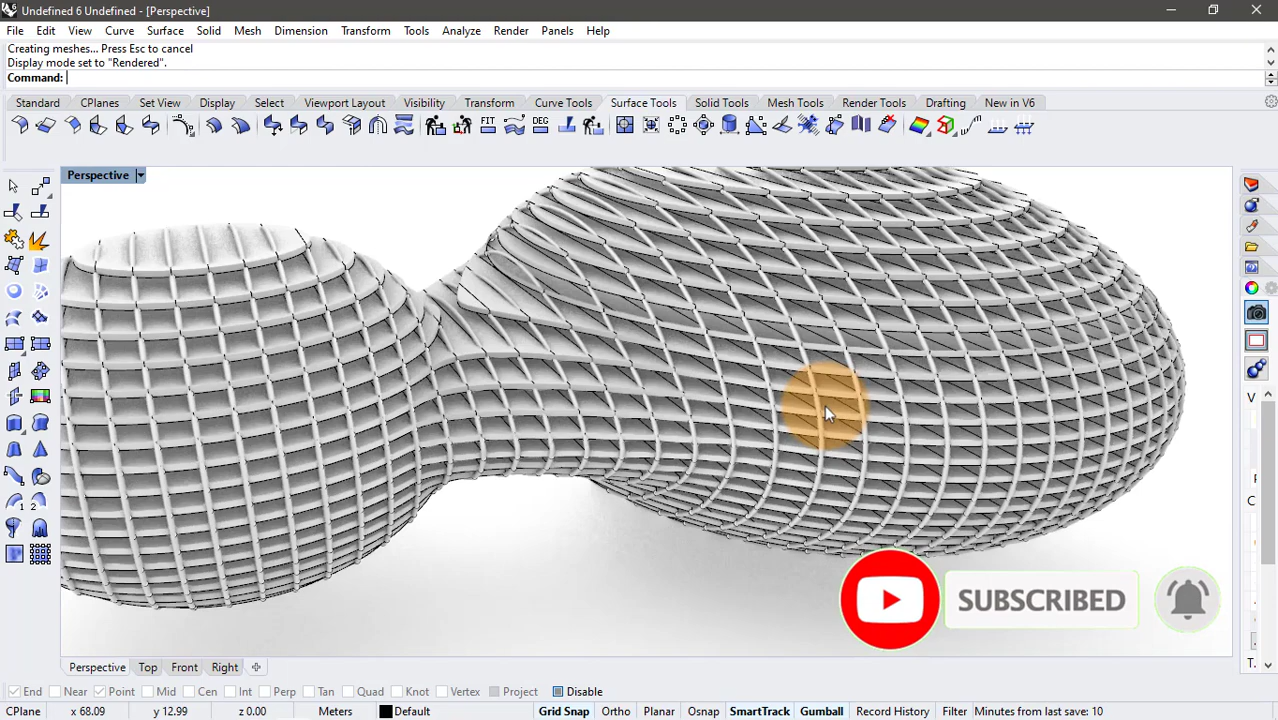 Undefined 6 Undefined - [Perspective]
File Edit View Curve Surface Solid Mesh Dimension Transform Tools Analyze Render Panels Help
Creating meshes... Press Esc to cancel
Display mode set to "Rendered".
Command:
Standard CPlanes Set View Display Select Viewport Layout Visibility Transform Curve Tools Surface Tools Solid Tools Mesh Tools Render Tools Drafting New in V6
FIT DEG
Perspective
1 2
V
C
T.
SUBSCRIBED
Perspective Top Front Right
End Near Point Mid Cen Int Perp Tan Quad Knot Vertex Project Disable
CPlane x 68.09 y 12.99 z 0.00 Meters Default Grid Snap Ortho Planar Osnap SmartTrack Gumball Record History Filter Minutes from last save: 10